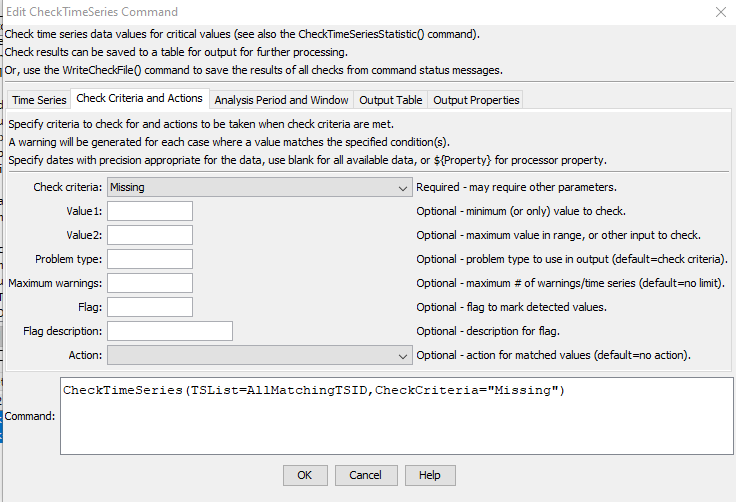 Edit CheckTimeSeries Command
Check time series data values for critical values (see also the CheckTimeSeriesStatistic() command).
Check results can be saved to a table for output for further processing.
Or, use the WriteCheckFile() command to save the results of all checks from command status messages.
Time Series Check Criteria and Actions Analysis Period and Window Output Table Output Properties
Specify criteria to check for and actions to be taken when check criteria are met.
A warning will be generated for each case where a value matches the specified condition(s).
Specify dates with precision appropriate for the data, use blank for all available data, or ${Property} for processor property.
Check criteria: Missing Required - may require other parameters.
Value1: Optional - minimum (or only) value to check.
Value2: Optional - maximum value in range, or other input to check.
Problem type: Optional - problem type to use in output (default=check criteria).
Maximum warnings: Optional - maximum # of warnings/time series (default=no limit).
Flag: Optional - flag to mark detected values.
Flag description: Optional - description for flag.
Action: Optional - action for matched values (default=no action).
CheckTimeSeries(TSList=AllMatchingTSID,CheckCriteria="Missing")
Command:
OK Cancel Help